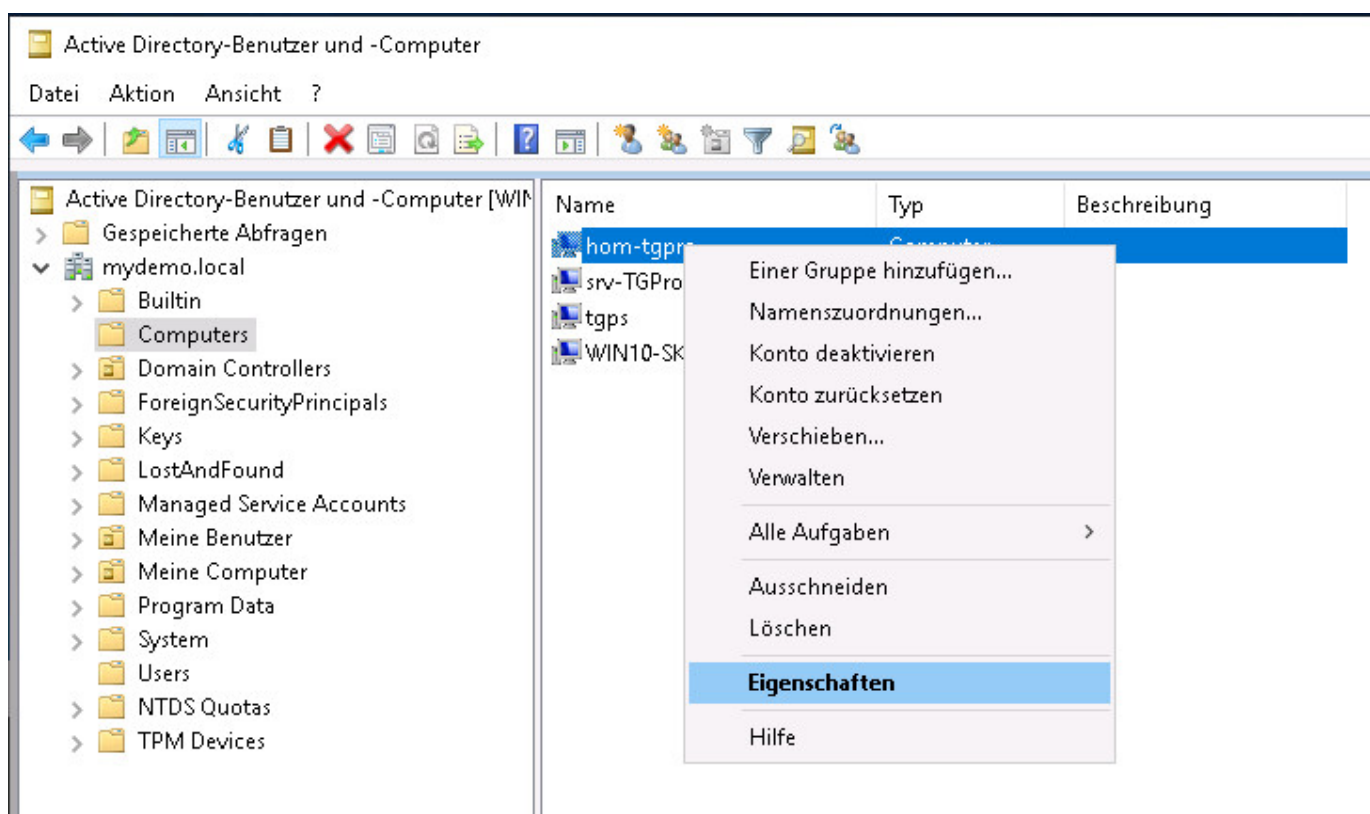 Active Directory-Benutzer und -Computer
Datei Aktion Ansicht ?
Active Directory-Benutzer und -Computer [WIN
Gespeicherte Abfragen
mydemo.local
Builtin
Computers
Domain Controllers
ForeignSecurityPrincipals
Keys
LostAndFound
Managed Service Accounts
Meine Benutzer
Meine Computer
Program Data
System
Users
NTDS Quotas
TPM Devices
Name Typ Beschreibung
hom-tgpro Computer
srv-TGPro
tgps
WIN10-SK
Einer Gruppe hinzufügen...
Namenszuordnungen...
Konto deaktivieren
Konto zurücksetzen
Verschieben...
Verwalten
Alle Aufgaben
Ausschneiden
Löschen
Eigenschaften
Hilfe